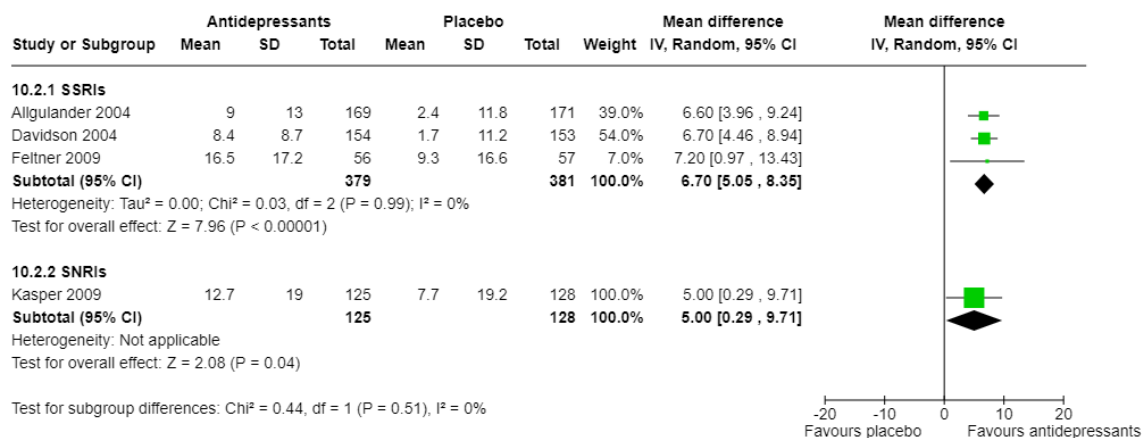 Antidepressants Placebo Mean difference Mean difference
Study or Subgroup Mean SD Total Mean SD Total Weight IV, Random, 95% CI IV, Random, 95% CI
10.2.1 SSRIs
Allgulander 2004 9 13 169 2.4 11.8 171 39.0% 6.60 [3.96 , 9.24]
Davidson 2004 8.4 8.7 154 1.7 11.2 153 54.0% 6.70 [4.46 , 8.94]
Feltner 2009 16.5 17.2 56 9.3 16.6 57 7.0% 7.20 [0.97 , 13.43]
Subtotal (95% CI) 379 381 100.0% 6.70 [5.05 , 8.35]
Heterogeneity: Tau² = 0.00; Chi² = 0.03, df = 2 (P = 0.99); I² = 0%
Test for overall effect: Z = 7.96 (P < 0.00001)
10.2.2 SNRIs
Kasper 2009 12.7 19 125 7.7 19.2 128 100.0% 5.00 [0.29 , 9.71]
Subtotal (95% CI) 125 128 100.0% 5.00 [0.29 , 9.71]
Heterogeneity: Not applicable
Test for overall effect: Z = 2.08 (P = 0.04)
Test for subgroup differences: Chi² = 0.44, df = 1 (P = 0.51), I² = 0%
-20 -10 0 10 20
Favours placebo Favours antidepressants